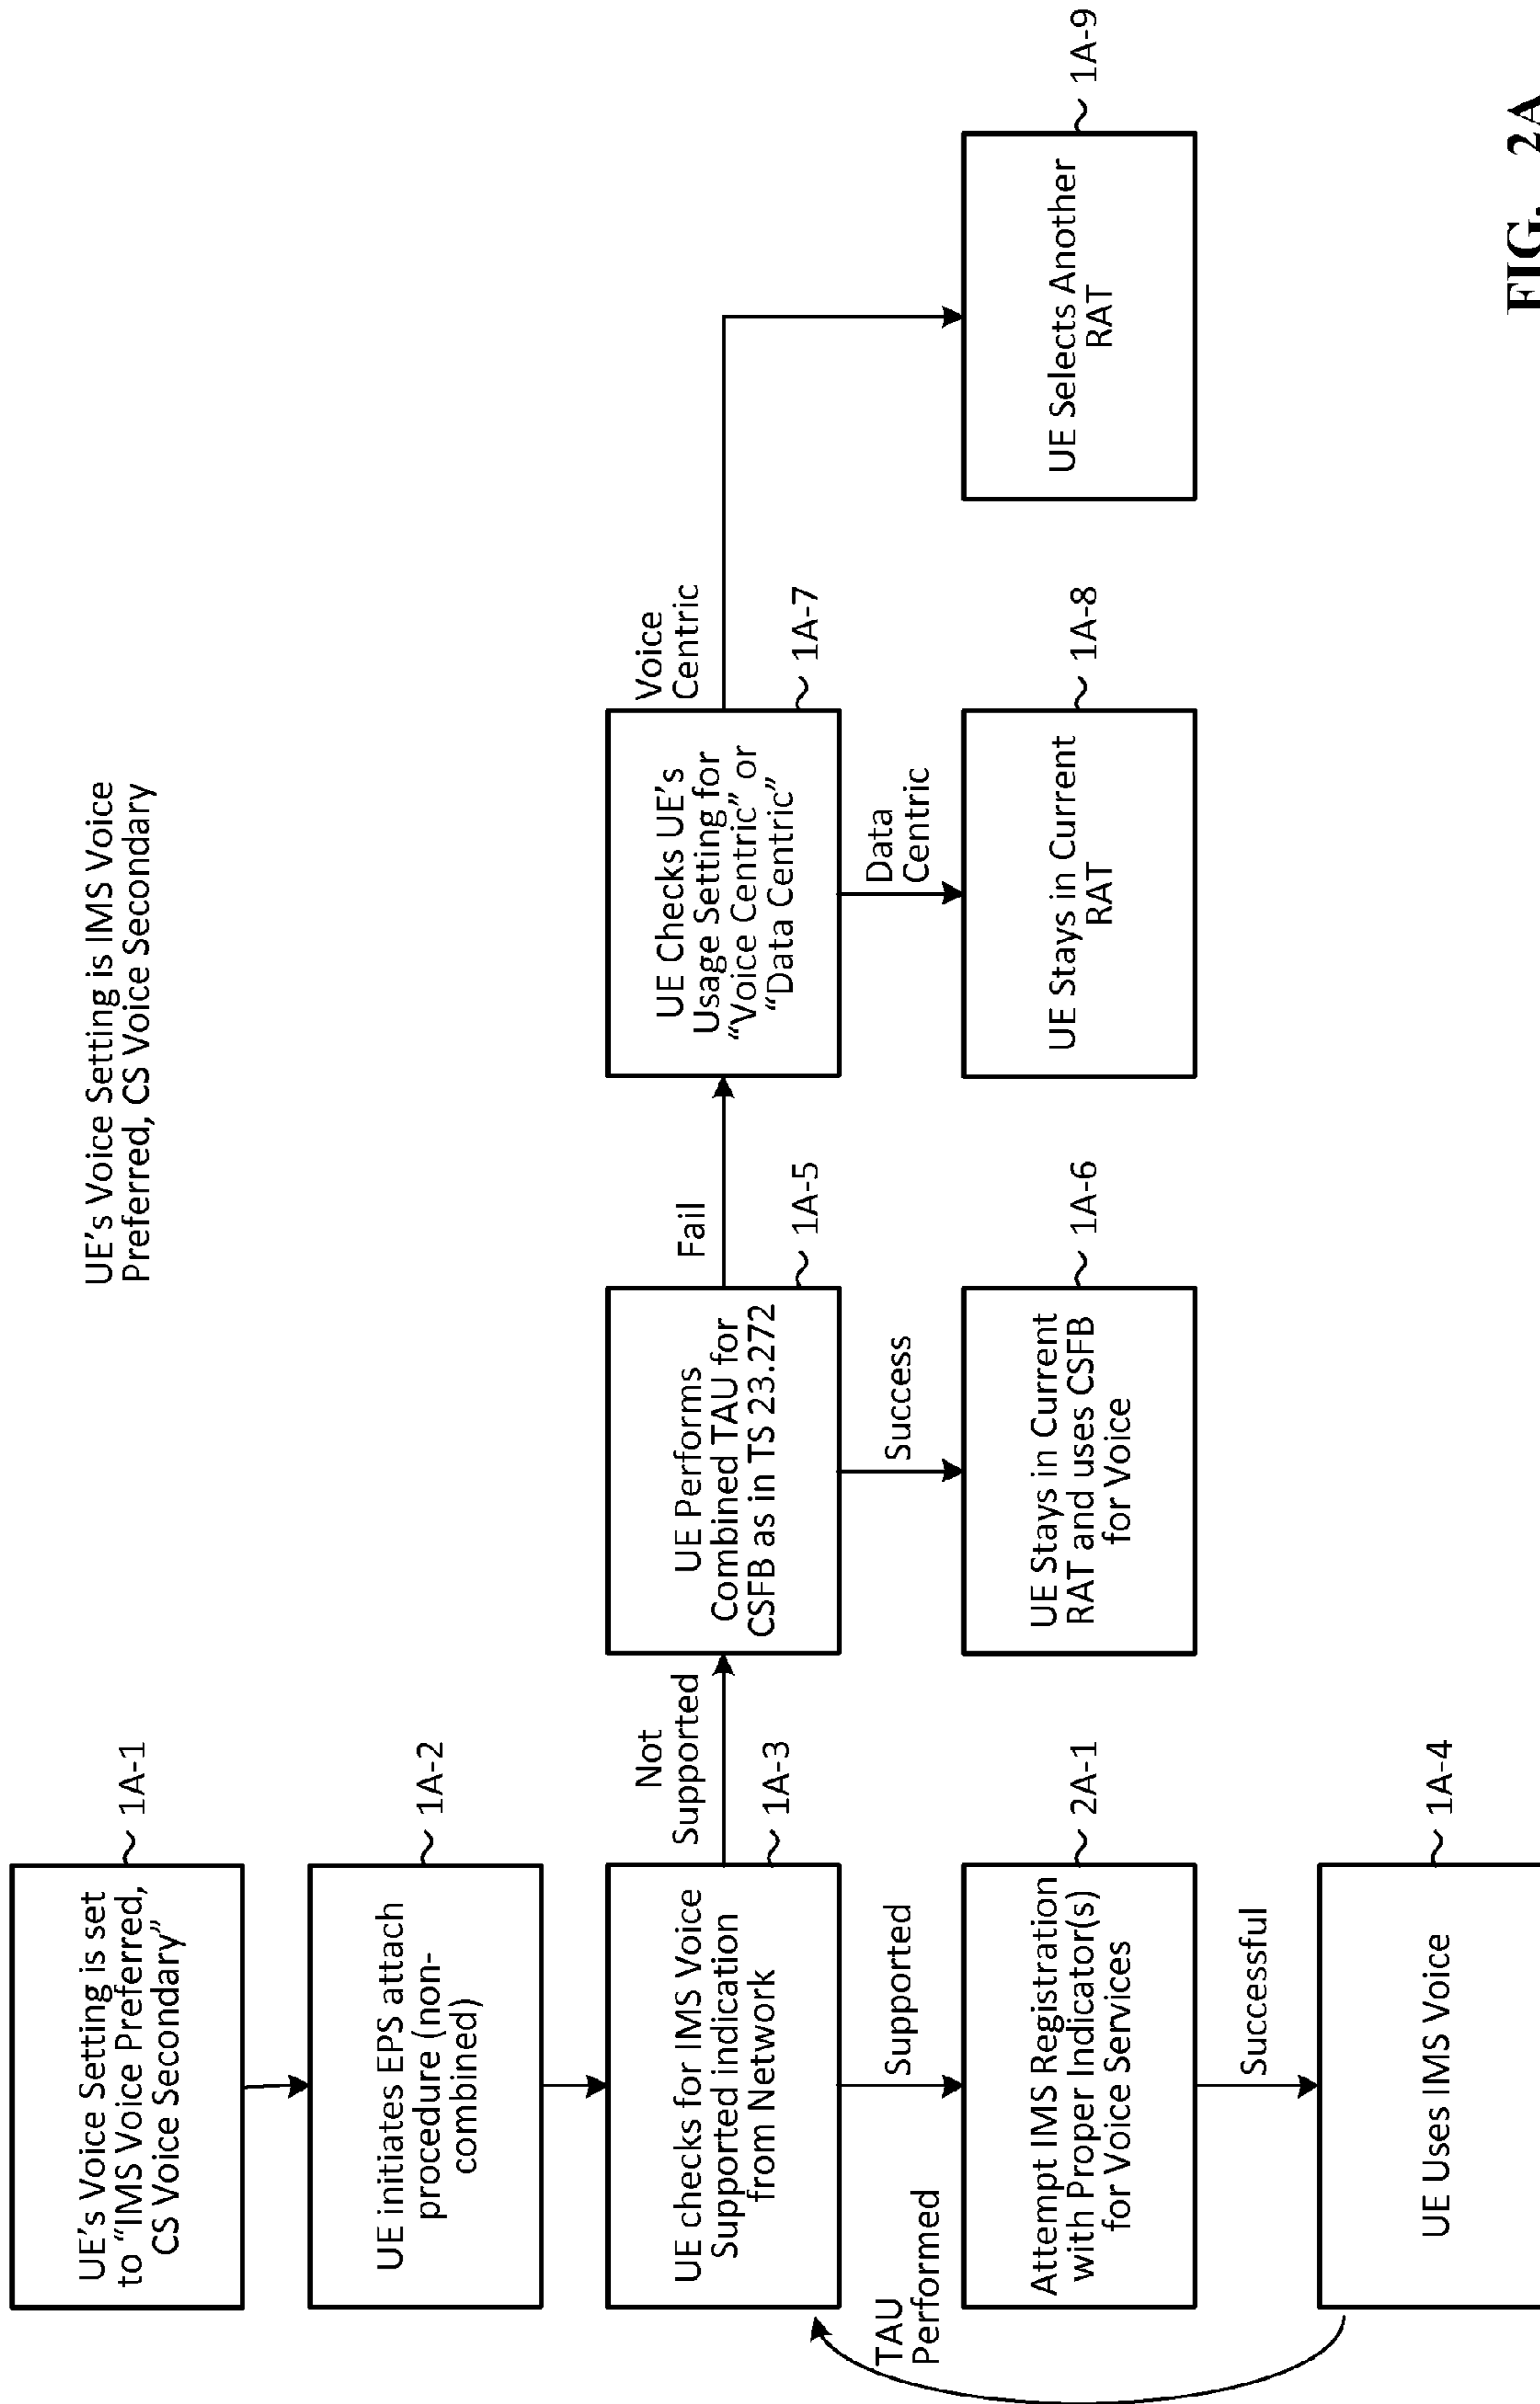 UE's Voice Setting is IMS Voice
Preferred, CS Voice Secondary
UE's Voice Setting is set
to “IMS Voice Preferred,
CS Voice Secondary”
1A-1
UE initiates EPS attach
procedure (non-
combined)
1A-2
UE checks for IMS Voice
Supported indication
from Network
1A-3
Not
Supported
UE Performs
Combined TAU for
CSFB as in TS 23.272
1A-5
Fail
UE Checks UE's
Usage Setting for
“Voice Centric” or
“Data Centric”
1A-7
Voice
Centric
TAU
Performed
Supported
Success
Data
Centric
Attempt IMS Registration
with Proper Indicator(s)
for Voice Services
2A-1
UE Stays in Current
RAT and uses CSFB
for Voice
1A-6
UE Stays in Current
RAT
1A-8
UE Selects Another
RAT
1A-9
Successful
UE Uses IMS Voice
1A-4
FIG. 2A